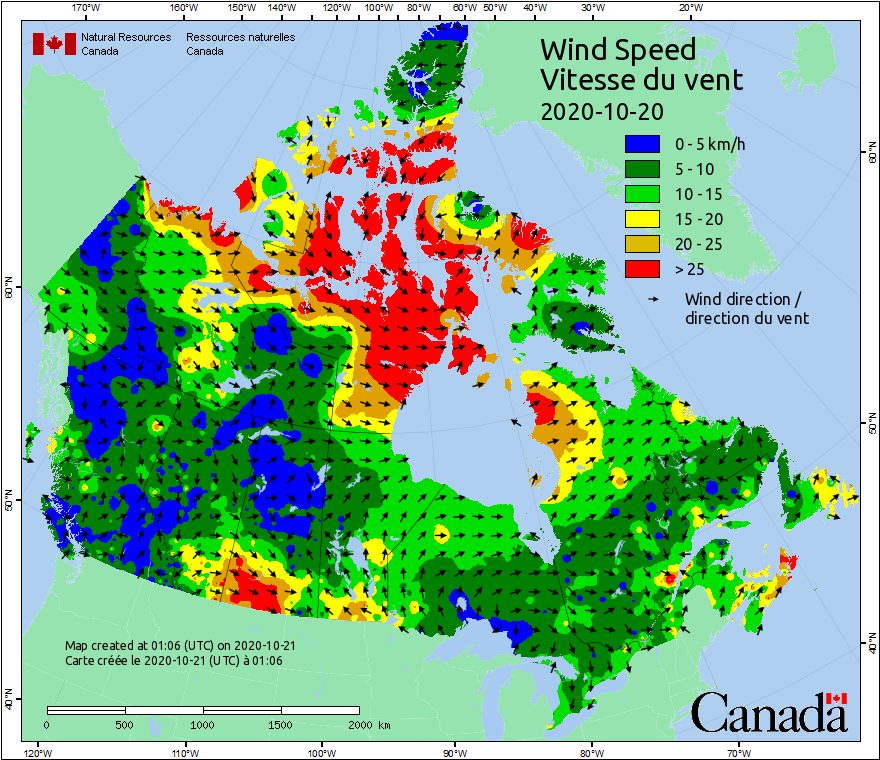 170°W 160°W 150°W 140°W 130°W 120°W 110°W 100°W 90°W 80°W 70°W 60°W 50°W 40°W 30°W 20°W
Natural Resources Canada
Ressources naturelles Canada
Wind Speed
Vitesse du vent
2020-10-20
0 - 5 km/h
5 - 10
10 - 15
15 - 20
20 - 25
> 25
Wind direction /
direction du vent
60°N
50°N
40°N
60°N
50°N
40°N
Map created at 01:06 (UTC) on 2020-10-21
Carte créée le 2020-10-21 (UTC) à 01:06
0 500 1000 1500 2000 km
Canada
120°W 110°W 100°W 90°W 80°W 70°W